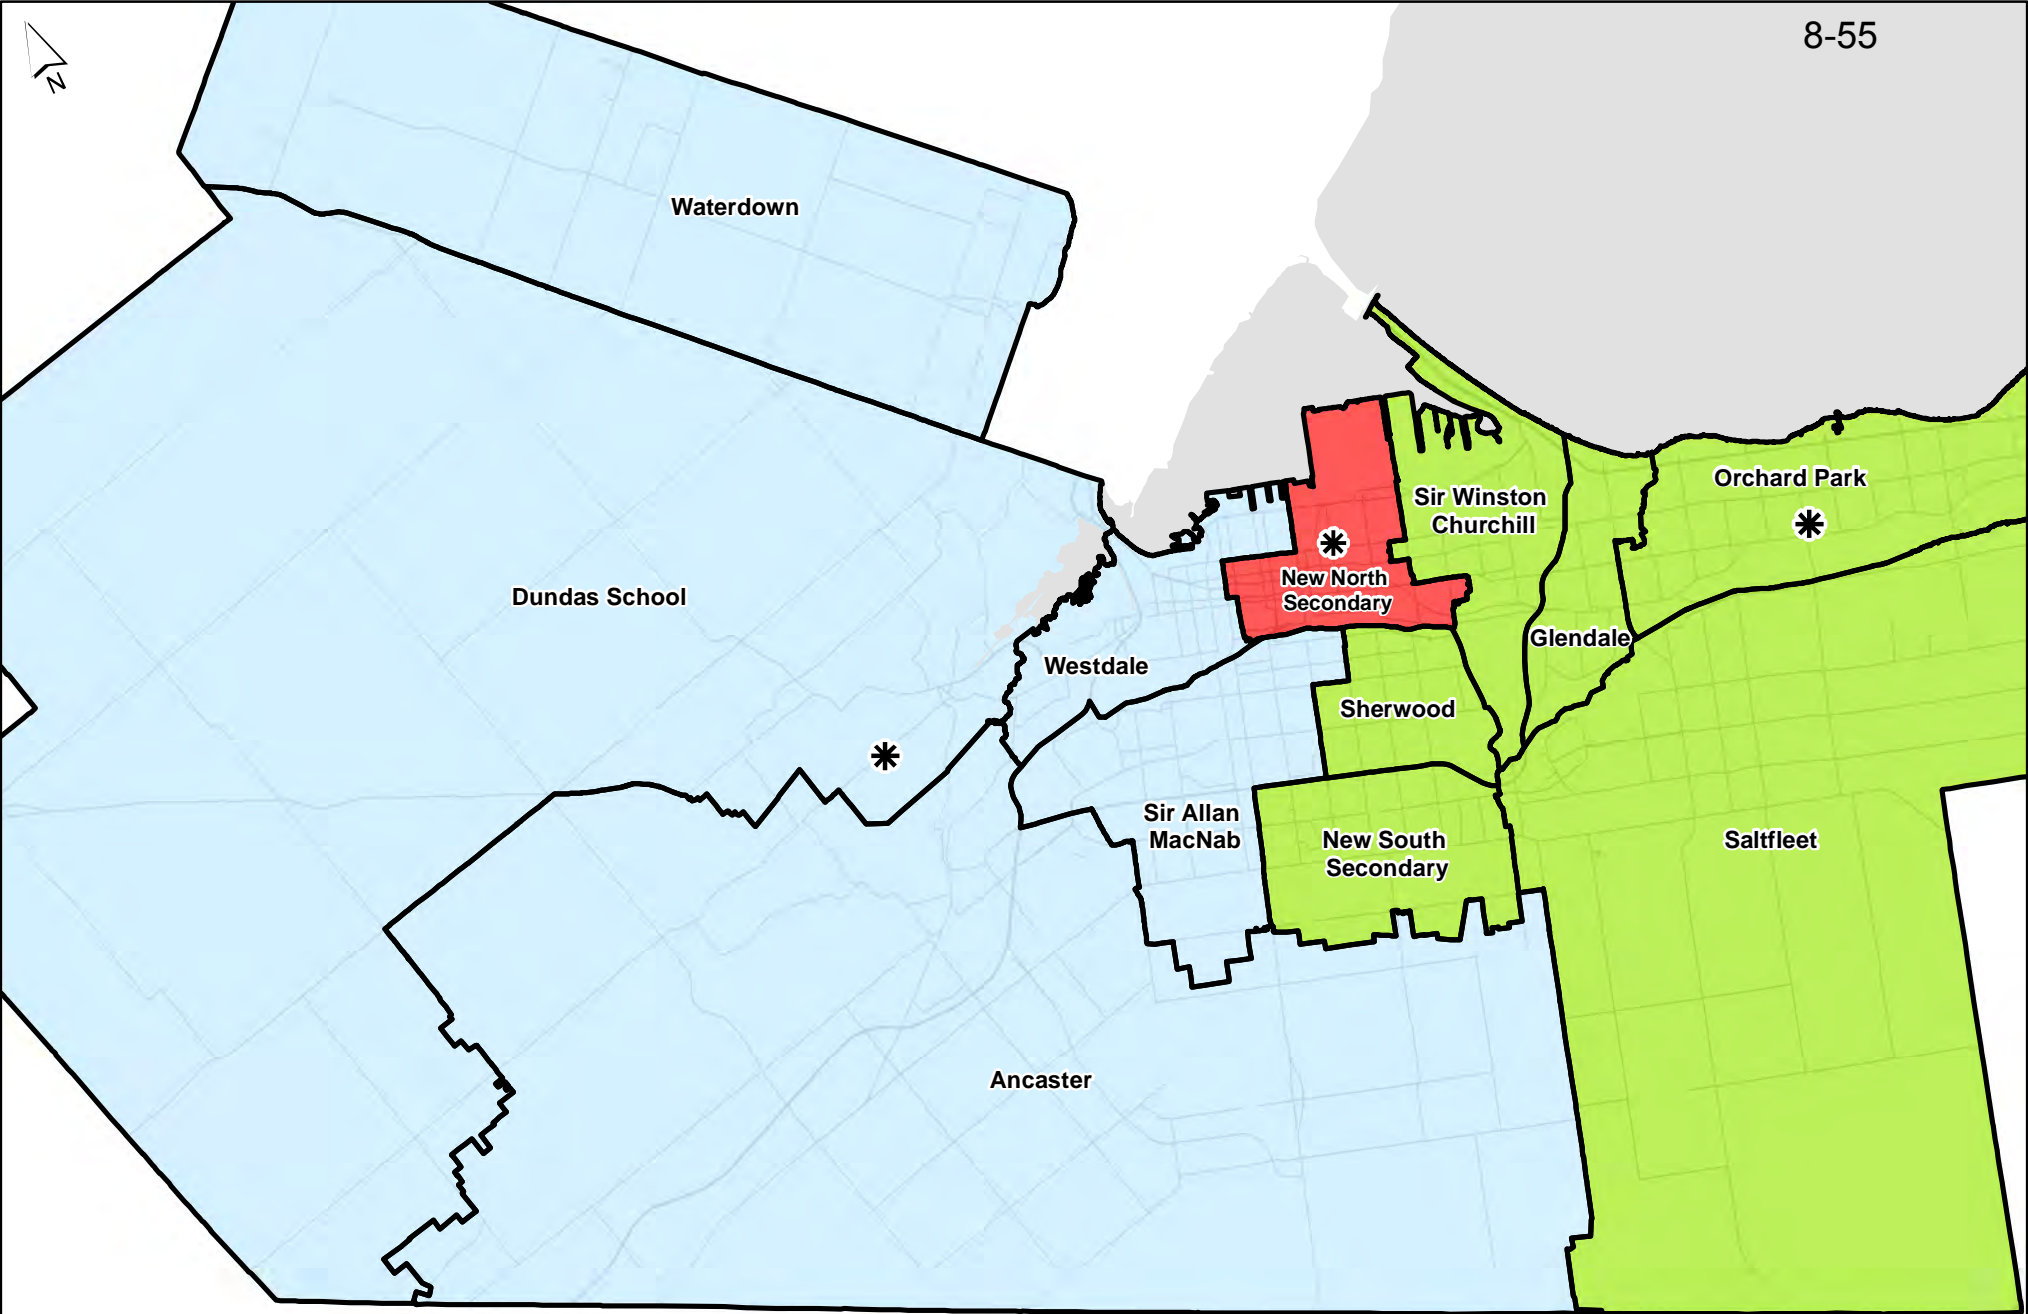 8-55
N
Waterdown
Orchard Park
Sir Winston
Churchill
New North
Secondary
Dundas School
Glendale
Westdale
Sherwood
Sir Allan
MacNab
New South
Secondary
Saltfleet
Ancaster